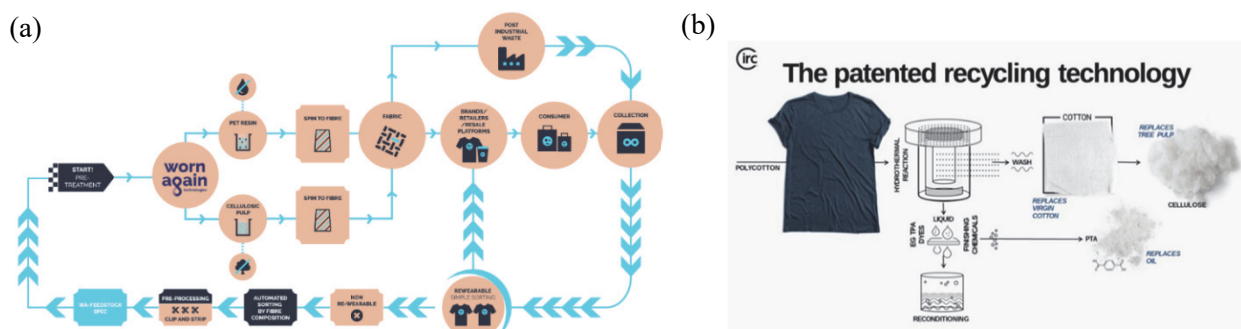 (a)
POST
INDUSTRIAL
WASTE
START!
PRE-
TREATMENT
worn
again
technologies
PET RESIN
SPIN TO FIBRE
FABRIC
BRANDS/
RETAILERS
/RESALE
PLATFORMS
CONSUMER
COLLECTION
CELLULOSIC
PULP
SPIN TO FIBRE
WA-FEEDSTOCK
SPEC
PRE-PROCESSING
XXX
CLIP AND STRIP
AUTOMATED
SORTING
BY FIBRE
COMPOSITION
NON
RE-WEARABLE
REWEARABLE
SIMPLE SORTING
(b)
circ
The patented recycling technology
POLYCOTTON
HYDROTHERMAL
REACTION
WASH
COTTON
REPLACES
VIRGIN
COTTON
REPLACES
TREE PULP
CELLULOSE
LIQUID
EG TPA
DYES
FINISHING
CHEMICALS
PTA
REPLACES
OIL
RECONDITIONING